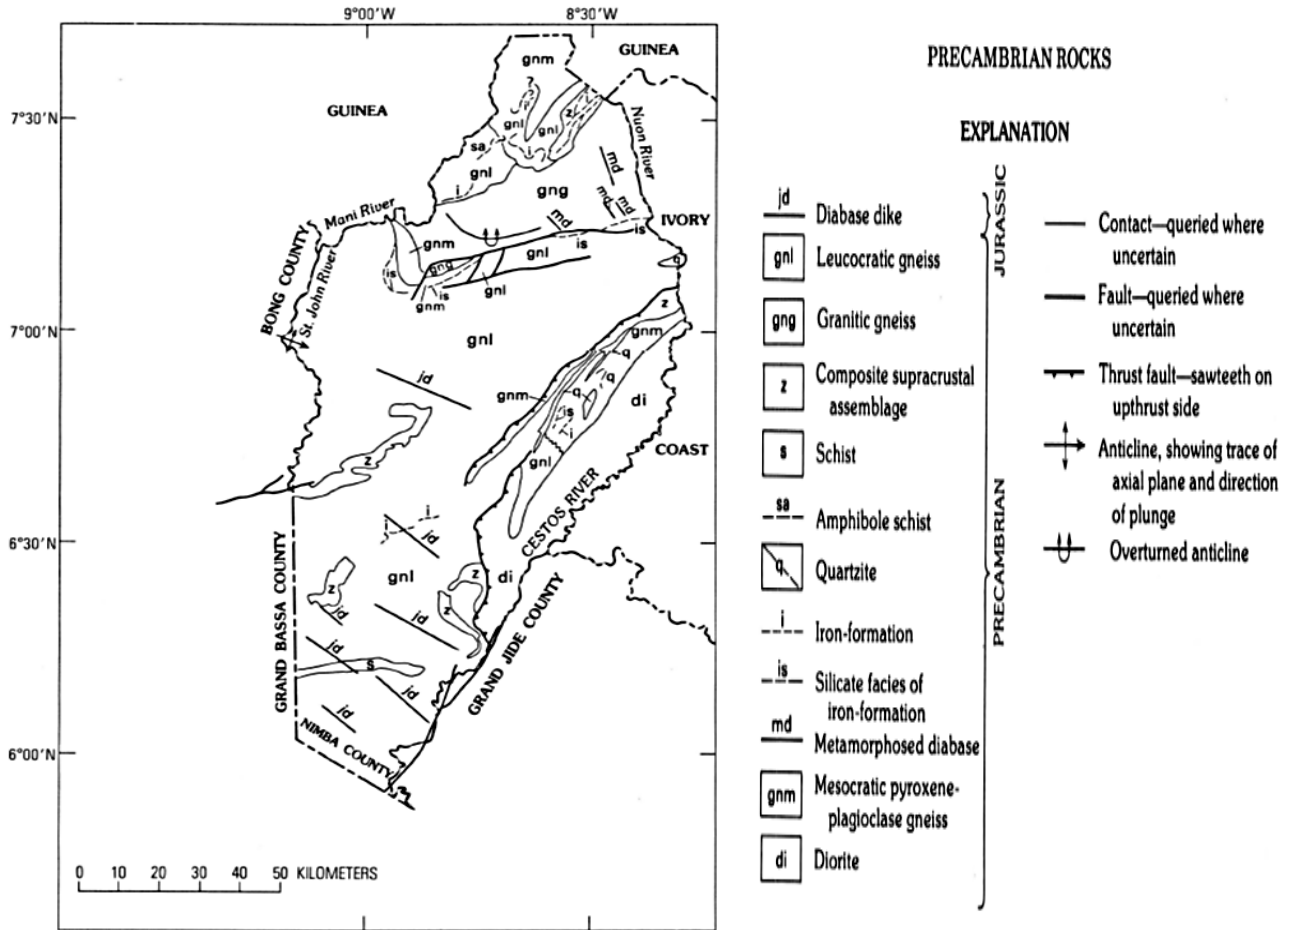 9°00'W
8°30'W
GUINEA
gnm
?
GUINEA
7°30'N
z
gnl
gnl
Nuon River
sa
i
md
gnl
i
gng
md
md
Mani River
md
IVORY
is
is
gnm
gnl
BONG COUNTY
St. John River
gng
q
is
gnl
is
gnm
z
7°00'N
gnm
gnl
q
jd
q
gnm
q
di
s
i
COAST
z
gnl
i
i
jd
CESTOS RIVER
6°30'N
z
gnl
di
z
z
jd
jd
GRAND BASSA COUNTY
GRAND JIDE COUNTY
jd
s
jd
jd
NIMBA COUNTY
6°00'N
0 10 20 30 40 50 KILOMETERS
PRECAMBRIAN ROCKS
EXPLANATION
jd
Diabase dike
gnl
Leucocratic gneiss
gng
Granitic gneiss
z
Composite supracrustal
assemblage
s
Schist
sa
Amphibole schist
q
Quartzite
i
Iron-formation
is
Silicate facies of
iron-formation
md
Metamorphosed diabase
gnm
Mesocratic pyroxene-
plagioclase gneiss
di
Diorite
JURASSIC
PRECAMBRIAN
Contact—queried where
uncertain
Fault—queried where
uncertain
Thrust fault—sawteeth on
upthrust side
Anticline, showing trace of
axial plane and direction
of plunge
Overturned anticline